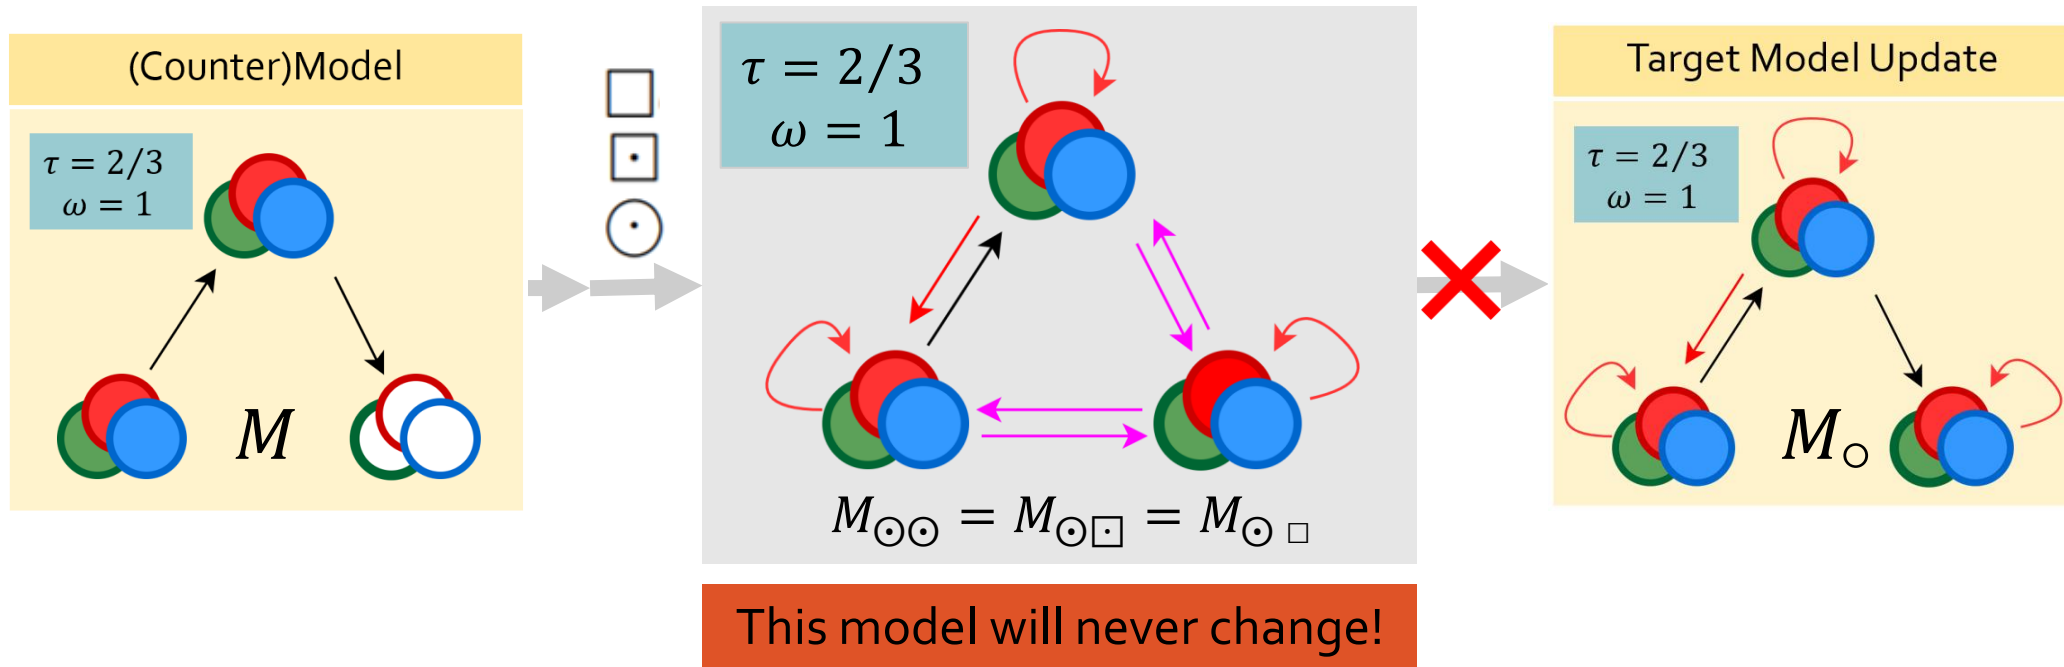 (Counter)Model
τ = 2/3
ω = 1
M
□
⊡
⊙
τ = 2/3
ω = 1
M⊙⊙ = M⊙⊡ = M⊙□
This model will never change!
Target Model Update
τ = 2/3
ω = 1
M○